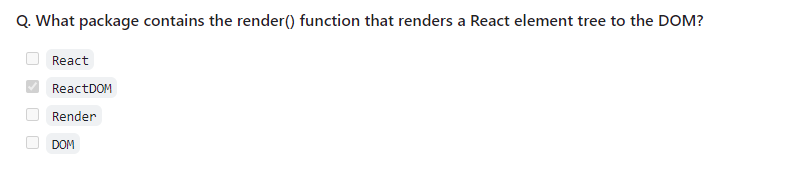 Q. What package contains the render() function that renders a React element tree to the DOM?
React
ReactDOM
Render
DOM